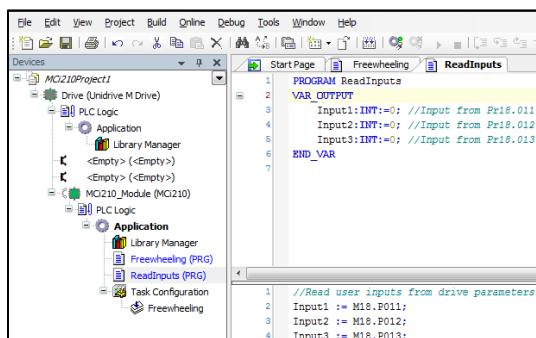 File Edit View Project Build Online Debug Tools Window Help
Devices
MCi210Project1
Drive (Unidrive M Drive)
PLC Logic
Application
Library Manager
<Empty> (<Empty>)
<Empty> (<Empty>)
MCi210_Module (MCi210)
PLC Logic
Application
Library Manager
Freewheeling (PRG)
ReadInputs (PRG)
Task Configuration
Freewheeling
Start Page Freewheeling ReadInputs
1 PROGRAM ReadInputs
2 VAR_OUTPUT
3 Input1:INT:=0; //Input from Pr18.011
4 Input2:INT:=0; //Input from Pr18.012
5 Input3:INT:=0; //Input from Pr18.013
6 END_VAR
7
1 //Read user inputs from drive parameters
2 Input1 := M18.P011;
3 Input2 := M18.P012;
4 Input3 := M18.P013;